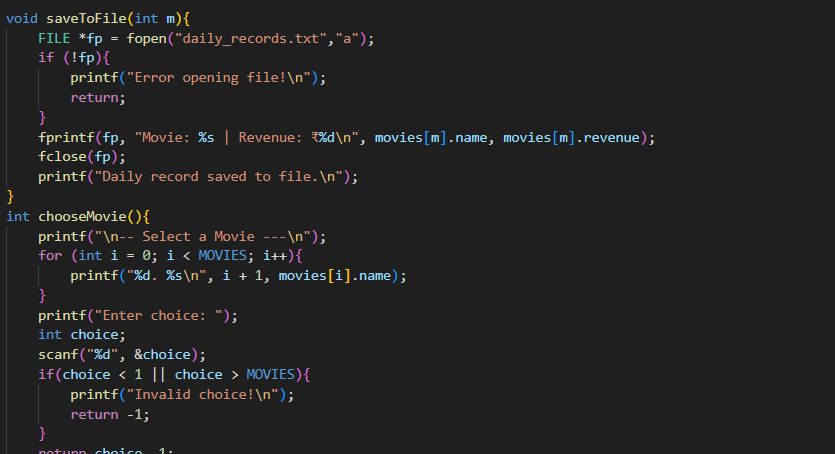 void saveToFile(int m){
    FILE *fp = fopen("daily_records.txt","a");
    if (!fp){
        printf("Error opening file!\n");
        return;
    }
    fprintf(fp, "Movie: %s | Revenue: ₹%d\n", movies[m].name, movies[m].revenue);
    fclose(fp);
    printf("Daily record saved to file.\n");
}
int chooseMovie(){
    printf("\n-- Select a Movie ---\n");
    for (int i = 0; i < MOVIES; i++){
        printf("%d. %s\n", i + 1, movies[i].name);
    }
    printf("Enter choice: ");
    int choice;
    scanf("%d", &choice);
    if(choice < 1 || choice > MOVIES){
        printf("Invalid choice!\n");
        return -1;
    }
    return choice -1;